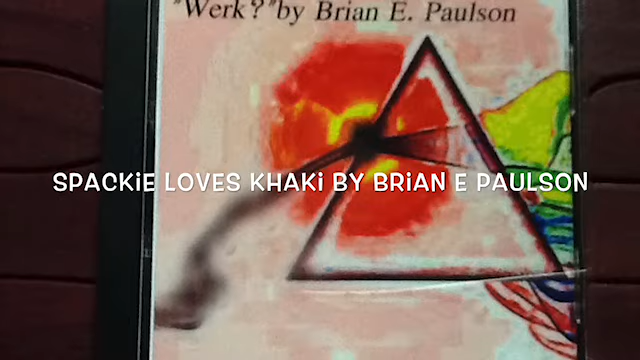 "Werk?" by Brian E. Paulson
SPACKiE LOVES KHAKi BY BRiAN E PAULSON